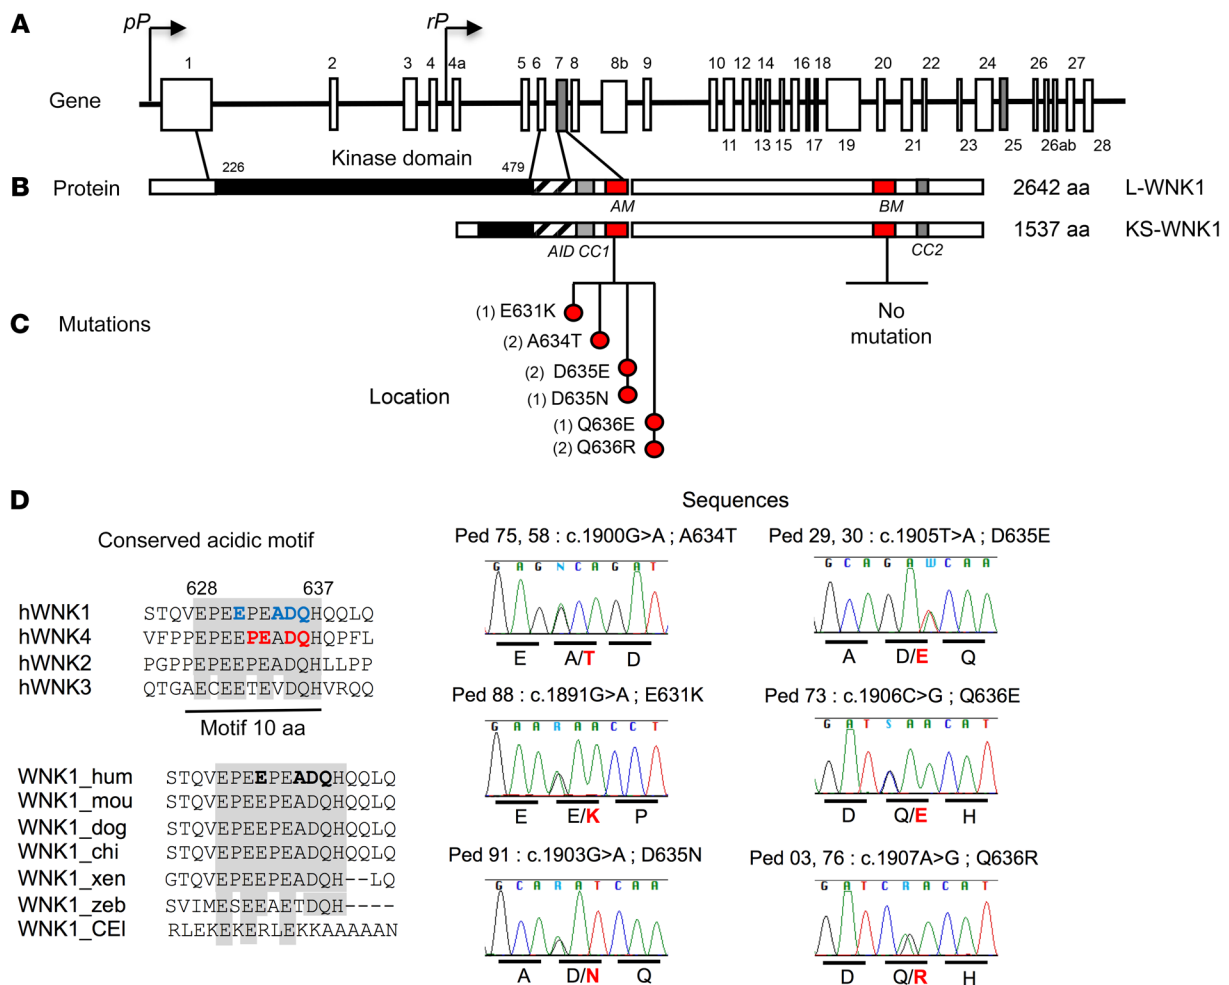 A
pP
rP
1 2 3 4 4a 5 6 7 8 8b 9 10 12 14 16 18 20 22 24 26 27
Gene
11 13 15 17 19 21 23 25 26ab 28
Kinase domain
226 479
B Protein 2642 aa L-WNK1
AM BM
1537 aa KS-WNK1
AID CC1 CC2
C Mutations
(1) E631K
No
mutation
(2) A634T
(2) D635E
Location
(1) D635N
(1) Q636E
(2) Q636R
D
Sequences
Conserved acidic motif
628 637
hWNK1 STQVEPEEPEADQHQQLQ
hWNK4 VFPPEPEEPEADQHQPFL
hWNK2 PGPPEPEEPEADQHLLPP
hWNK3 QTGAECEETEVDQHVRQQ
Motif 10 aa
WNK1_hum STQVEPEEPEADQHQQLQ
WNK1_mou STQVEPEEPEADQHQQLQ
WNK1_dog STQVEPEEPEADQHQQLQ
WNK1_chi STQVEPEEPEADQHQQLQ
WNK1_xen GTQVEPEEPEADQH--LQ
WNK1_zeb SVIMESEEAETDQH----
WNK1_CEl RLEKEKERLEKKAAAAAN
Ped 75, 58 : c.1900G>A ; A634T
G A G N C A G A T
E A/T D
Ped 29, 30 : c.1905T>A ; D635E
G C A G A W C A A
A D/E Q
Ped 88 : c.1891G>A ; E631K
G A A A A A C C T
E E/K P
Ped 73 : c.1906C>G ; Q636E
G A T S A A C A T
D Q/E H
Ped 91 : c.1903G>A ; D635N
G C A A A T C A A
A D/N Q
Ped 03, 76 : c.1907A>G ; Q636R
G A T C A A C A T
D Q/R H